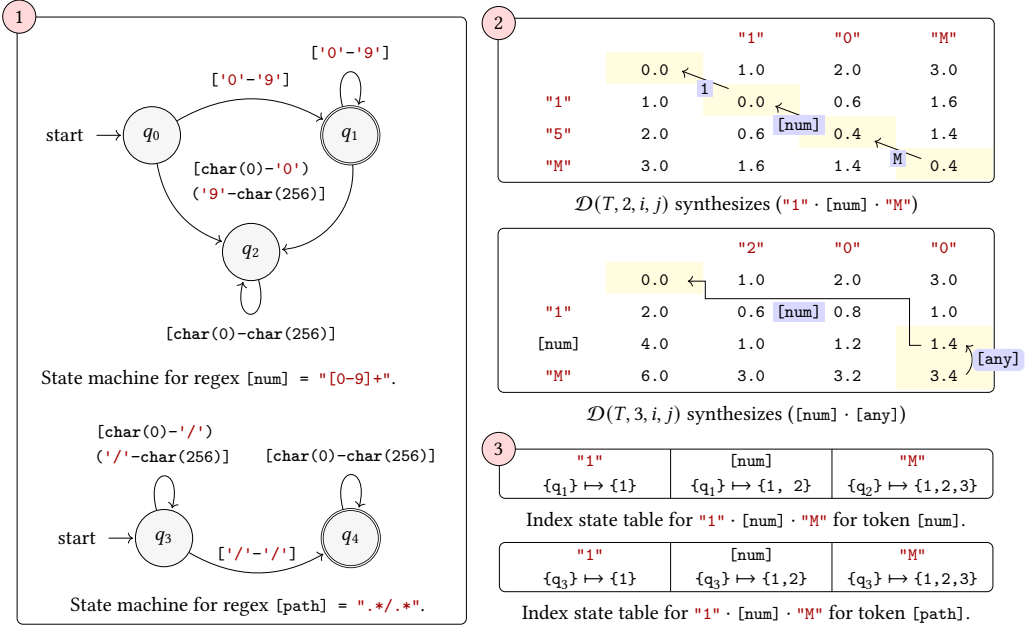 1
['0'-'9']
['0'-'9']
start
q0
q1
[char(0)-'0')
('9'-char(256)]
q2
[char(0)-char(256)]
State machine for regex [num] = "[0-9]+".
[char(0)-'/')
('/'-char(256)]
[char(0)-char(256)]
start
q3
['/'-'/']
q4
State machine for regex [path] = ".*/.*".
2
"1" "0" "M"
0.0 1.0 2.0 3.0
1
"1" 1.0 0.0 0.6 1.6
[num]
"5" 2.0 0.6 0.4 1.4
M
"M" 3.0 1.6 1.4 0.4
𝒟(T, 2, i, j) synthesizes ("1" · [num] · "M")
"2" "0" "0"
0.0 1.0 2.0 3.0
"1" 2.0 0.6 [num] 0.8 1.0
[num] 4.0 1.0 1.2 1.4
[any]
"M" 6.0 3.0 3.2 3.4
𝒟(T, 3, i, j) synthesizes ([num] · [any])
3
"1" [num] "M"
{q1} ↦ {1} {q1} ↦ {1, 2} {q2} ↦ {1,2,3}
Index state table for "1" · [num] · "M" for token [num].
"1" [num] "M"
{q3} ↦ {1} {q3} ↦ {1,2} {q3} ↦ {1,2,3}
Index state table for "1" · [num] · "M" for token [path].